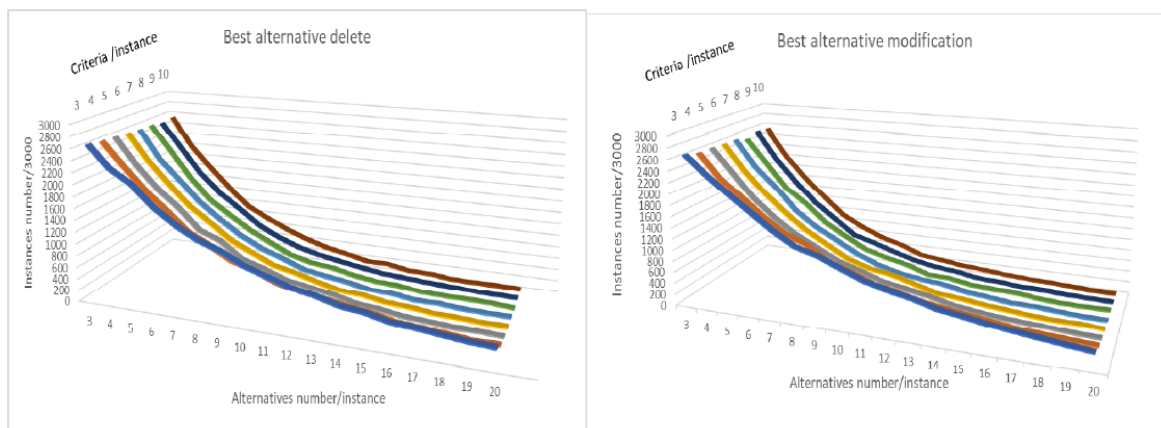 Best alternative delete
Criteria /instance
3 4 5 6 7 8 9 10
Instances number/3000
3000
2800
2600
2400
2200
2000
1800
1600
1400
1200
1000
800
600
400
200
0
3 4 5 6 7 8 9 10 11 12 13 14 15 16 17 18 19 20
Alternatives number/instance
Best alternative modification
Criteria /instance
3 4 5 6 7 8 9 10
Instances number/3000
3000
2800
2600
2400
2200
2000
1800
1600
1400
1200
1000
800
600
400
200
0
3 4 5 6 7 8 9 10 11 12 13 14 15 16 17 18 19 20
Alternatives number/instance